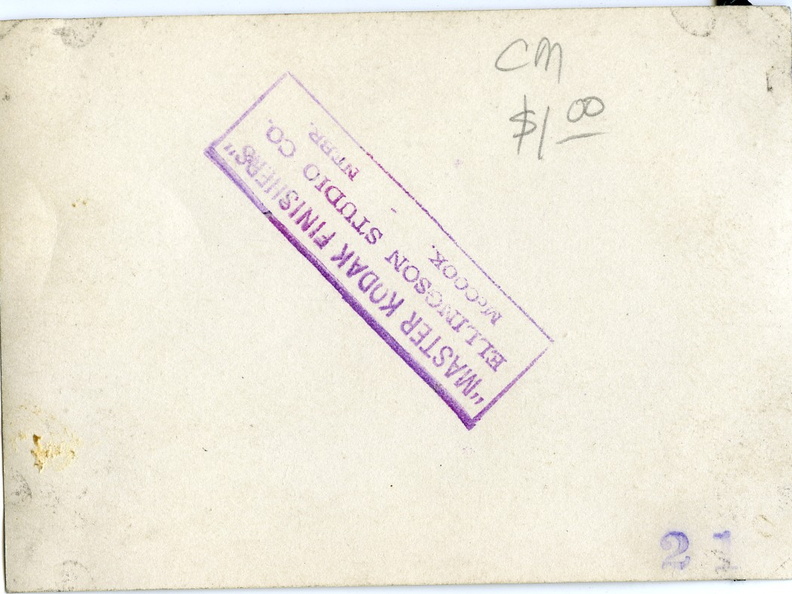 CM
$1.00
"MASTER KODAK FINISHERS"
ELLINGSON STUDIO CO.
McCOOK, NEBR.
21